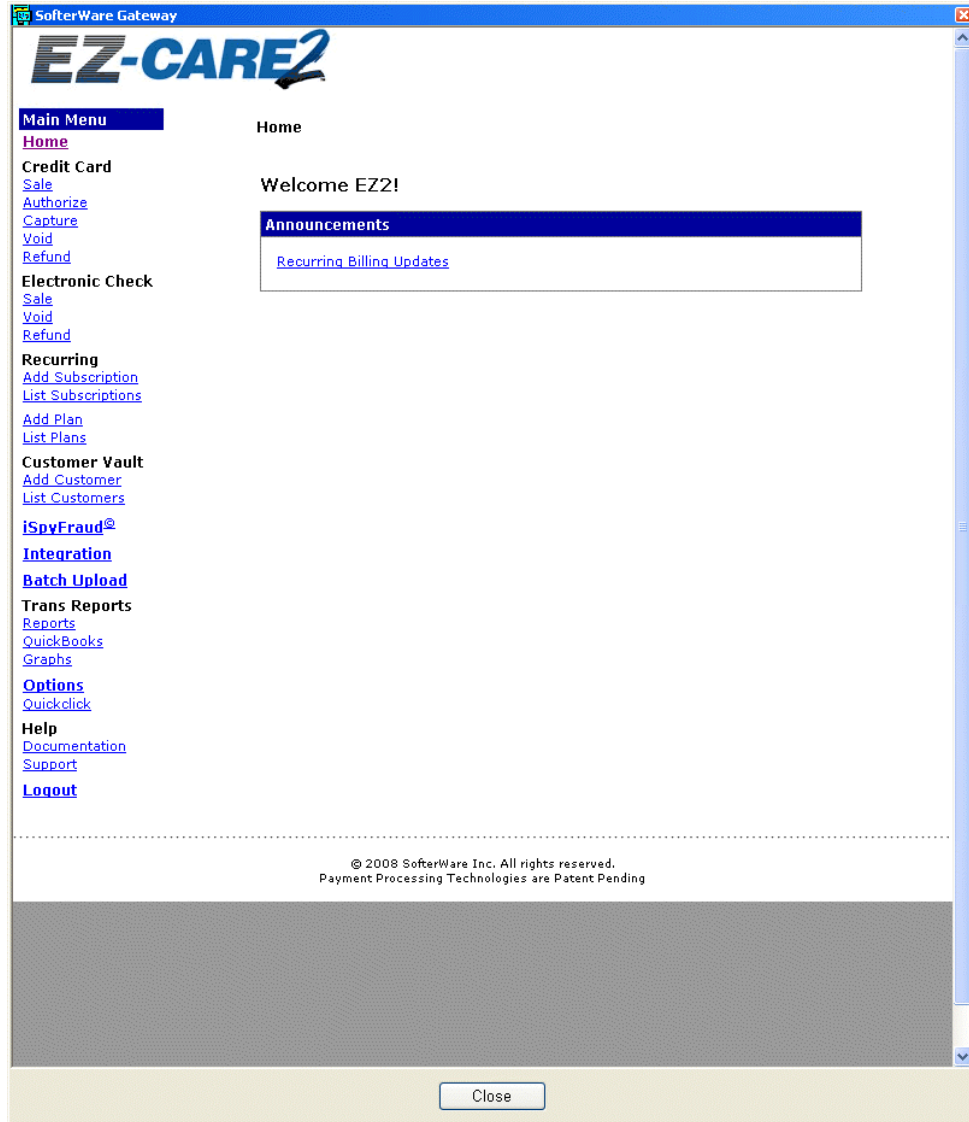 SofterWare Gateway
EZ-CARE2
Main Menu
Home
Credit Card
Sale
Authorize
Capture
Void
Refund
Electronic Check
Sale
Void
Refund
Recurring
Add Subscription
List Subscriptions
Add Plan
List Plans
Customer Vault
Add Customer
List Customers
iSpyFraud©
Integration
Batch Upload
Trans Reports
Reports
QuickBooks
Graphs
Options
Quickclick
Help
Documentation
Support
Logout
Home
Welcome EZ2!
Announcements
Recurring Billing Updates
© 2008 SofterWare Inc. All rights reserved.
Payment Processing Technologies are Patent Pending
Close